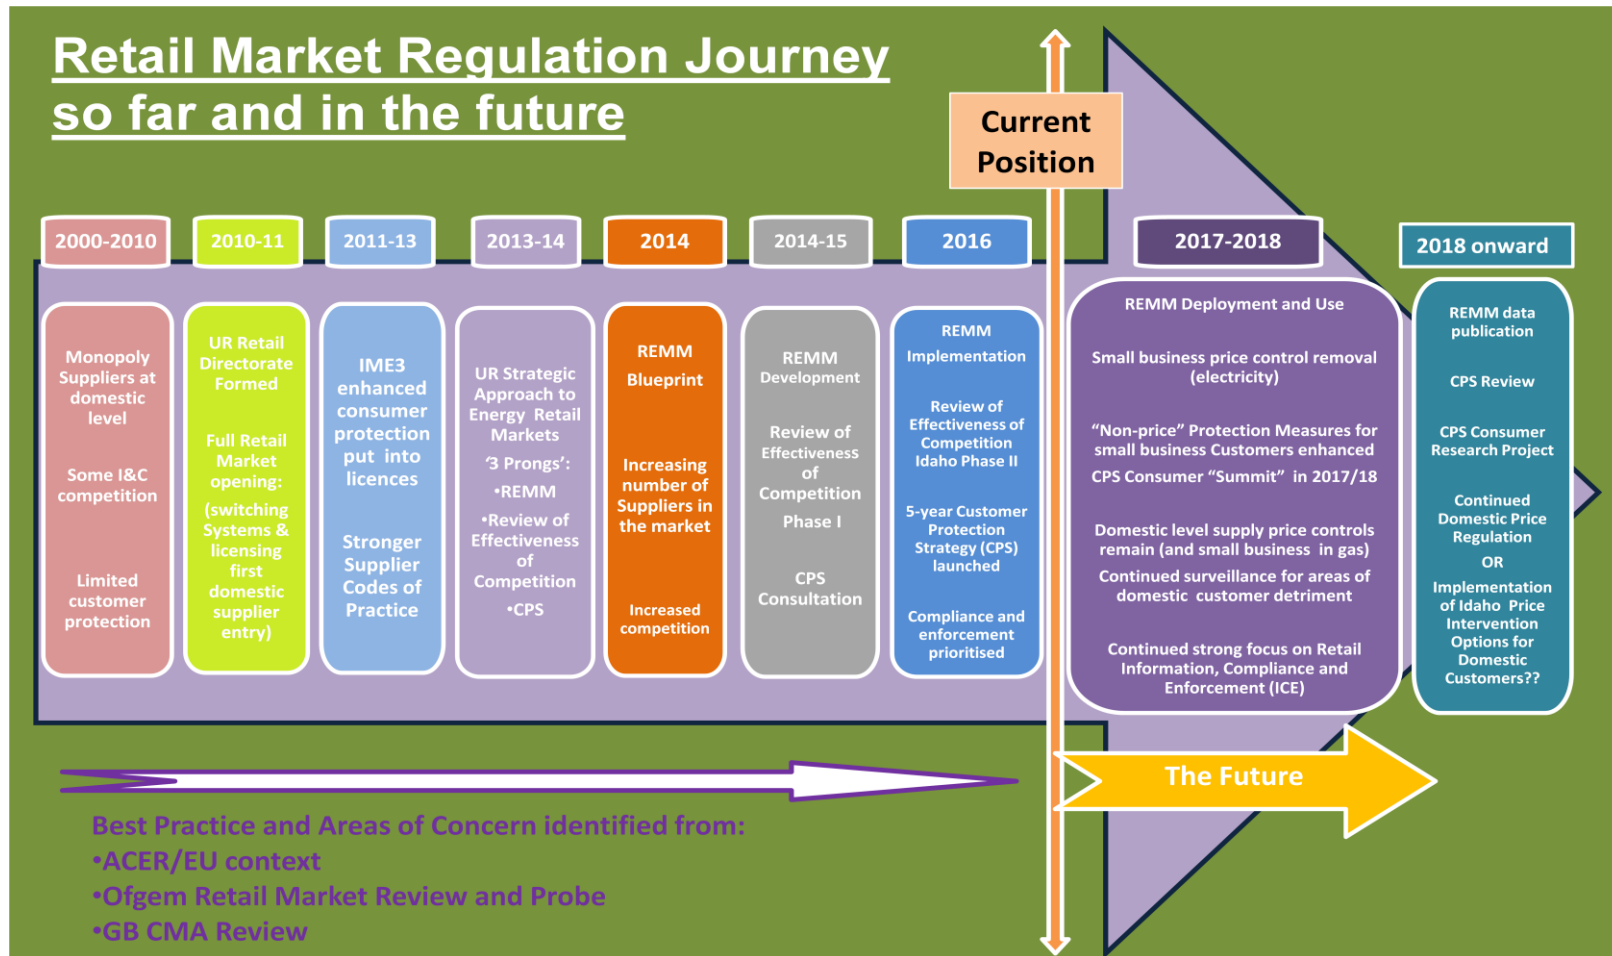 Retail Market Regulation Journey
so far and in the future
Current
Position
2000-2010
Monopoly
Suppliers at
domestic
level
Some I&C
competition
Limited
customer
protection
2010-11
UR Retail
Directorate
Formed
Full Retail
Market
opening:
(switching
Systems &
licensing
first
domestic
supplier
entry)
2011-13
IME3
enhanced
consumer
protection
put into
licences
Stronger
Supplier
Codes of
Practice
2013-14
UR Strategic
Approach to
Energy Retail
Markets
‘3 Prongs’:
•REMM
•Review of
Effectiveness
of
Competition
•CPS
2014
REMM
Blueprint
Increasing
number of
Suppliers in
the market
Increased
competition
2014-15
REMM
Development
Review of
Effectiveness
of
Competition
Phase I
CPS
Consultation
2016
REMM
Implementation
Review of
Effectiveness of
Competition
Idaho Phase II
5-year Customer
Protection
Strategy (CPS)
launched
Compliance and
enforcement
prioritised
2017-2018
REMM Deployment and Use
Small business price control removal
(electricity)
“Non-price” Protection Measures for
small business Customers enhanced
CPS Consumer “Summit” in 2017/18
Domestic level supply price controls
remain (and small business in gas)
Continued surveillance for areas of
domestic customer detriment
Continued strong focus on Retail
Information, Compliance and
Enforcement (ICE)
2018 onward
REMM data
publication
CPS Review
CPS Consumer
Research Project
Continued
Domestic Price
Regulation
OR
Implementation
of Idaho Price
Intervention
Options for
Domestic
Customers??
The Future
Best Practice and Areas of Concern identified from:
•ACER/EU context
•Ofgem Retail Market Review and Probe
•GB CMA Review